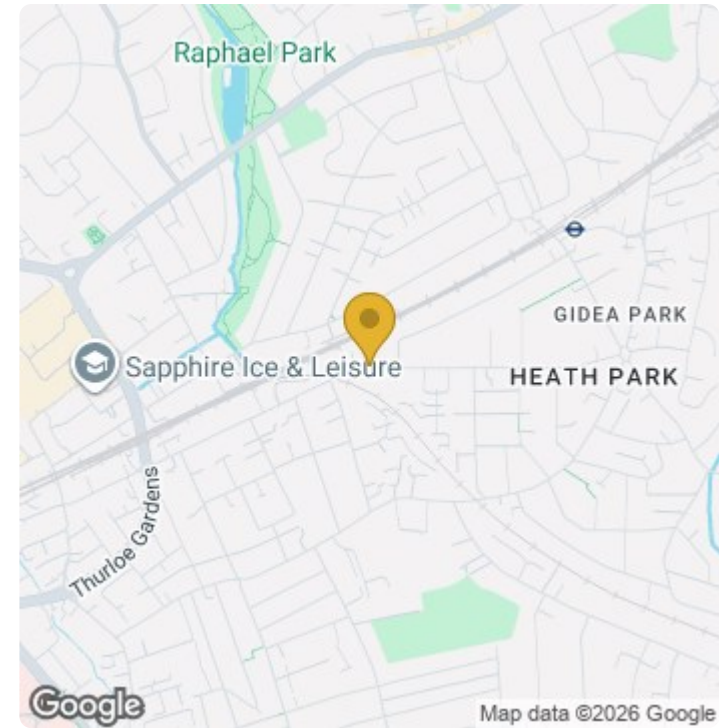 Raphael Park
GIDEA PARK
Sapphire Ice & Leisure
HEATH PARK
Thurloe Gardens
Google
Map data ©2026 Google